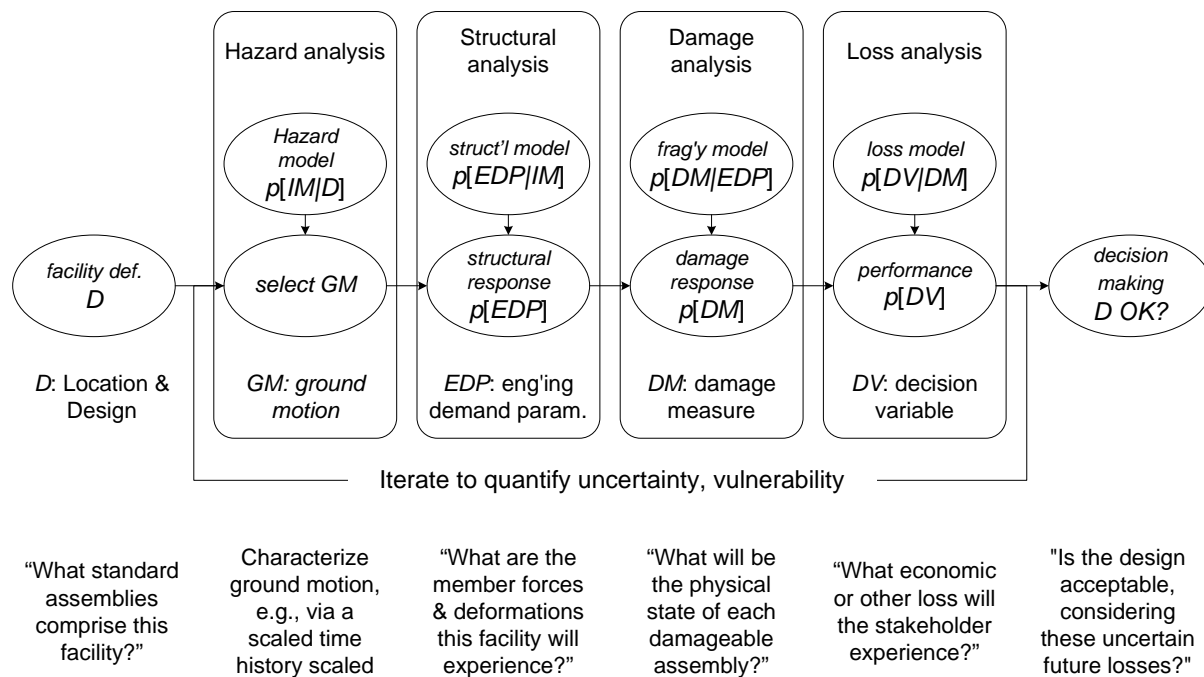 Hazard analysis
Structural
analysis
Damage
analysis
Loss analysis
Hazard
model
p[IM|D]
struct’l model
p[EDP|IM]
frag'y model
p[DM|EDP]
loss model
p[DV|DM]
facility def.
D
select GM
structural
response
p[EDP]
damage
response
p[DM]
performance
p[DV]
decision
making
D OK?
D: Location &
Design
GM: ground
motion
EDP: eng'ing
demand param.
DM: damage
measure
DV: decision
variable
Iterate to quantify uncertainty, vulnerability
“What standard
assemblies
comprise this
facility?”
Characterize
ground motion,
e.g., via a
scaled time
history scaled
“What are the
member forces
& deformations
this facility will
experience?”
“What will be
the physical
state of each
damageable
assembly?”
“What economic
or other loss will
the stakeholder
experience?”
"Is the design
acceptable,
considering
these uncertain
future losses?"